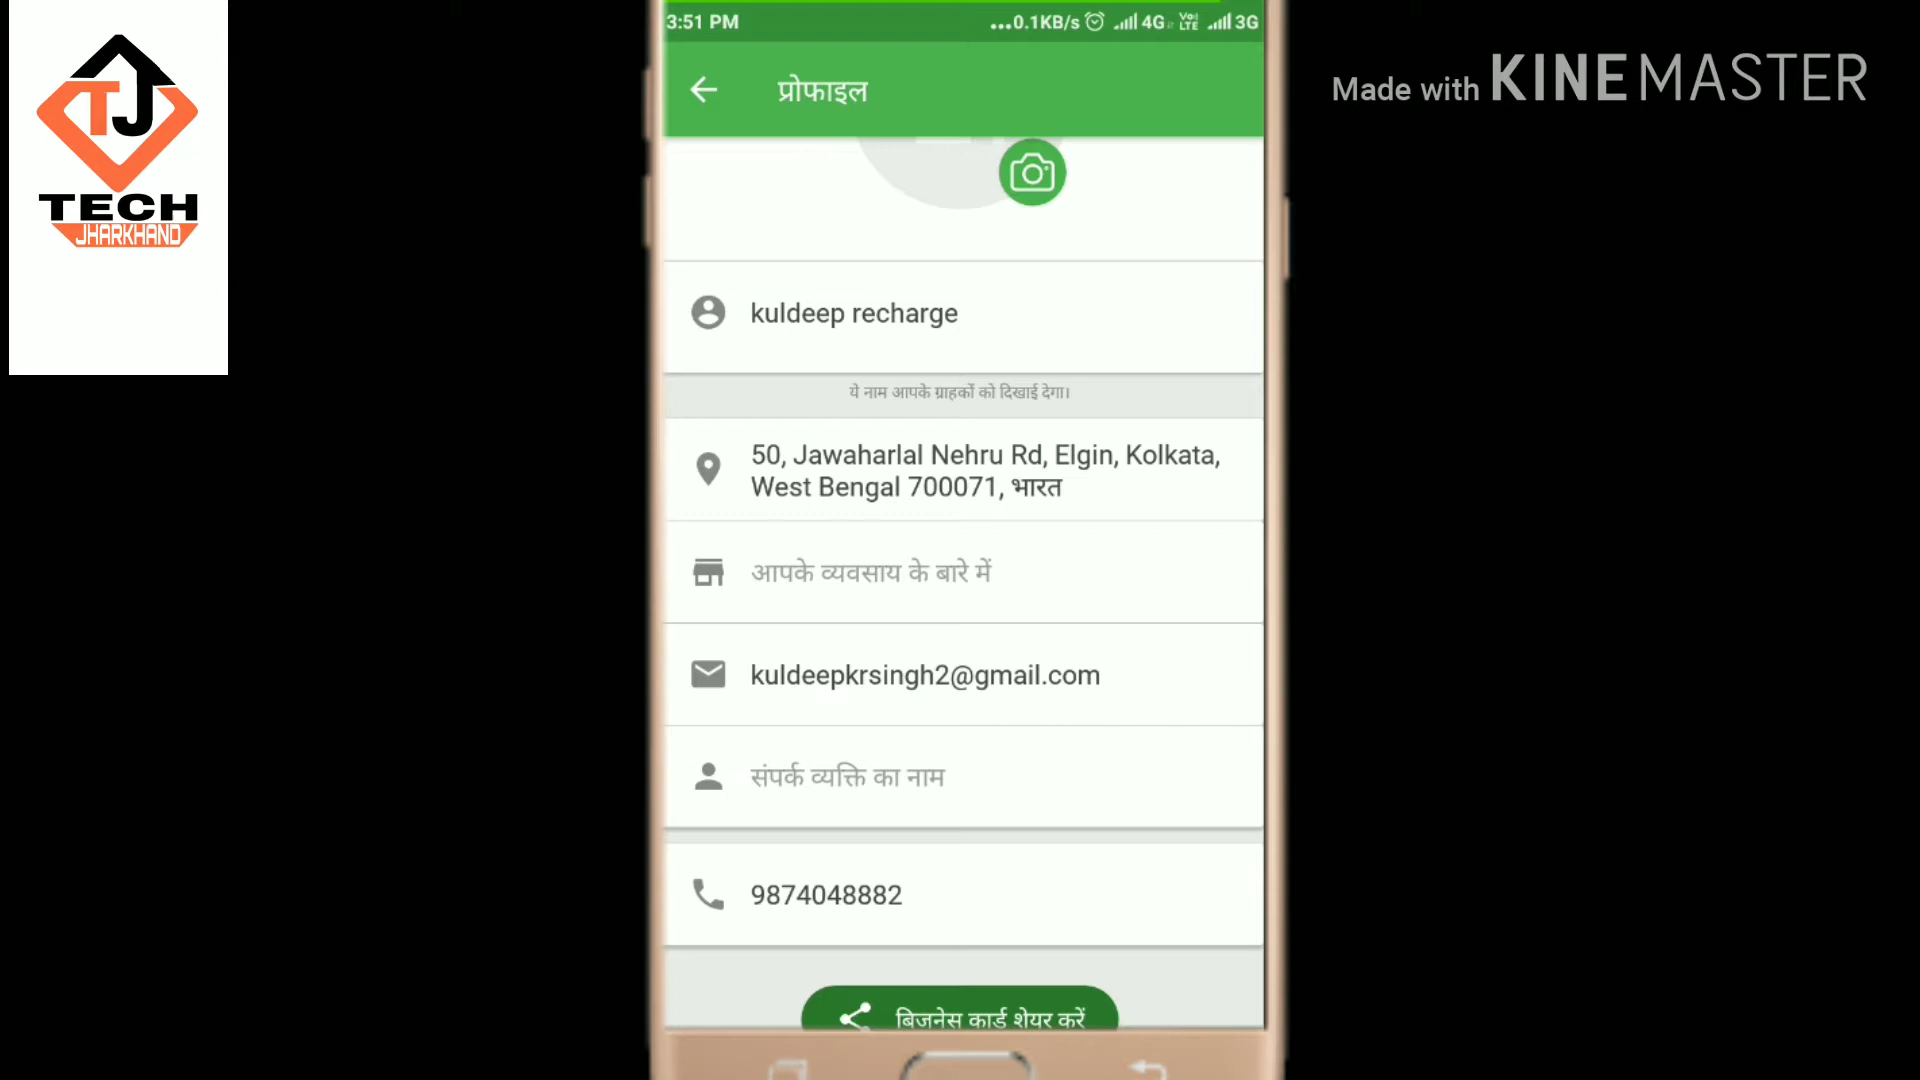 TJ
TECH
JHARKHAND
3:51 PM
...0.1KB/s 4G VoLTE 3G
प्रोफाइल
Made with KINEMASTER
kuldeep recharge
ये नाम आपके ग्राहकों को दिखाई देगा।
50, Jawaharlal Nehru Rd, Elgin, Kolkata,
West Bengal 700071, भारत
आपके व्यवसाय के बारे में
kuldeepkrsingh2@gmail.com
संपर्क व्यक्ति का नाम
9874048882
बिजनेस कार्ड शेयर करें